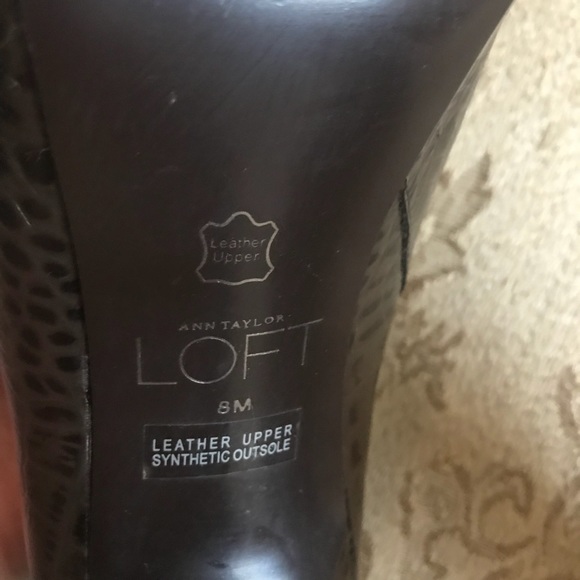 Leather
Upper
ANN TAYLOR
LOFT
8M
LEATHER UPPER
SYNTHETIC OUTSOLE